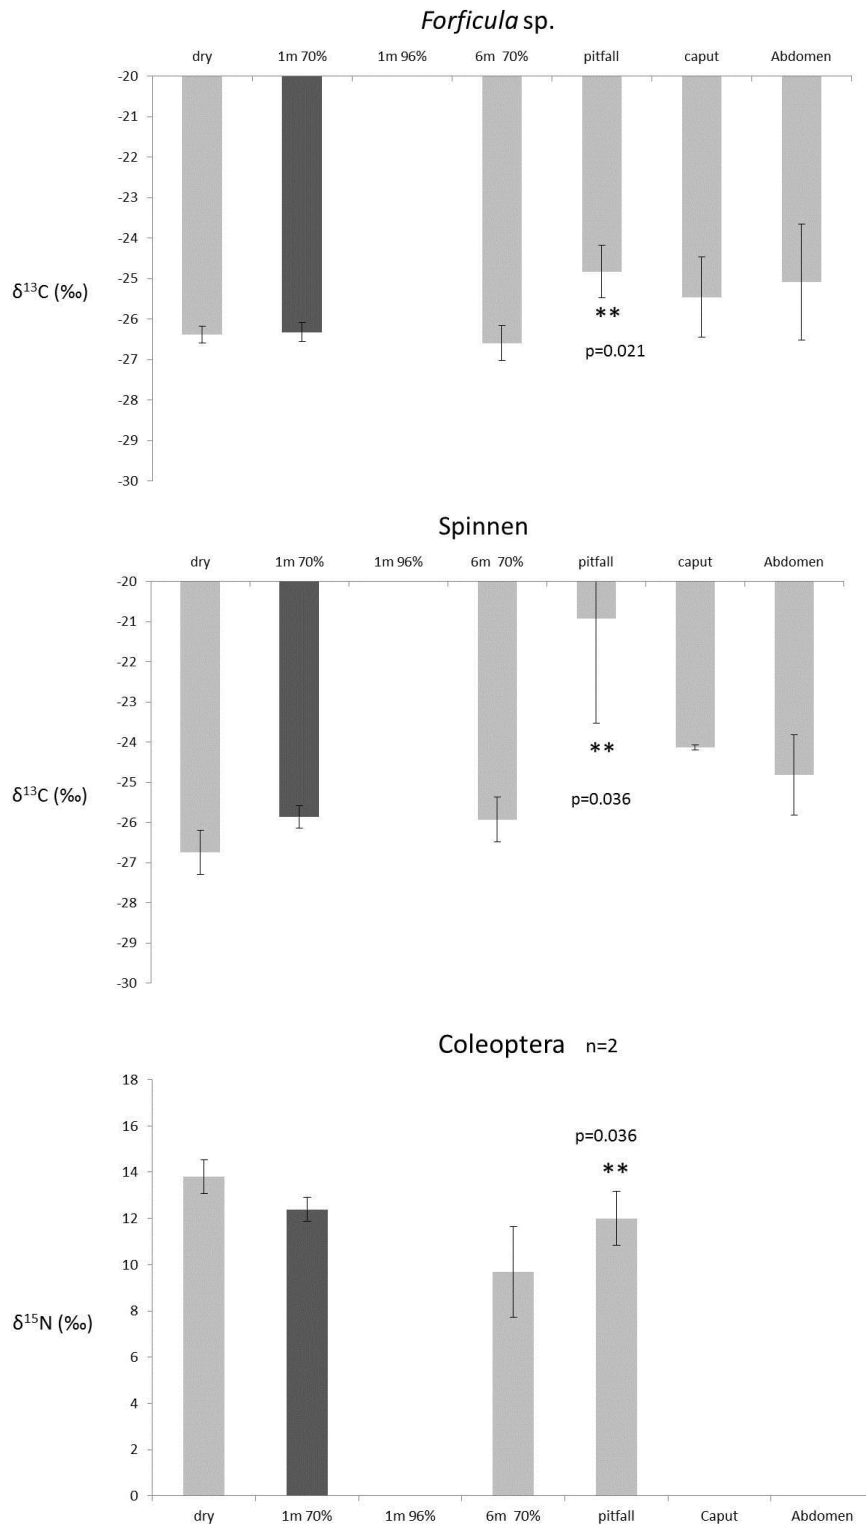 Forficula sp.
dry 1m 70% 1m 96% 6m 70% pitfall caput Abdomen
-20
-21
-22
-23
-24
-25
δ¹³C (‰)
-26
**
-27
p=0.021
-28
-29
-30
Spinnen
dry 1m 70% 1m 96% 6m 70% pitfall caput Abdomen
-20
-21
-22
-23
-24
**
-25
δ¹³C (‰)
p=0.036
-26
-27
-28
-29
-30
Coleoptera n=2
18
16
p=0.036
14
**
12
10
8
δ¹⁵N (‰)
6
4
2
0
dry 1m 70% 1m 96% 6m 70% pitfall Caput Abdomen